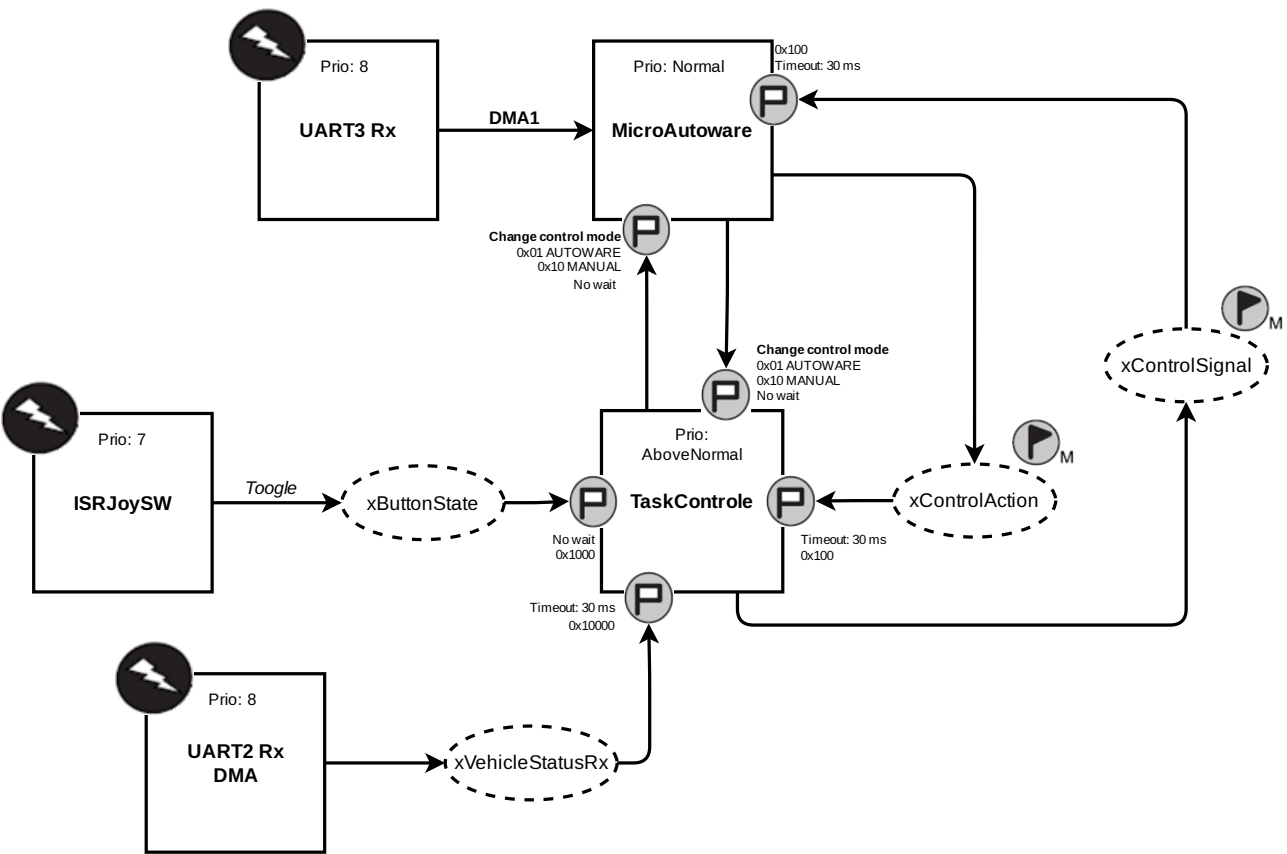 Prio: 8
UART3 Rx
DMA1
Prio: Normal
MicroAutoware
0x100
Timeout: 30 ms
Change control mode
0x01 AUTOWARE
0x10 MANUAL
No wait
Change control mode
0x01 AUTOWARE
0x10 MANUAL
No wait
M
xControlSignal
Prio: 7
ISRJoySW
Toogle
xButtonState
No wait
0x1000
Prio:
AboveNormal
TaskControle
Timeout: 30 ms
0x100
M
xControlAction
Timeout: 30 ms
0x10000
Prio: 8
UART2 Rx
DMA
xVehicleStatusRx